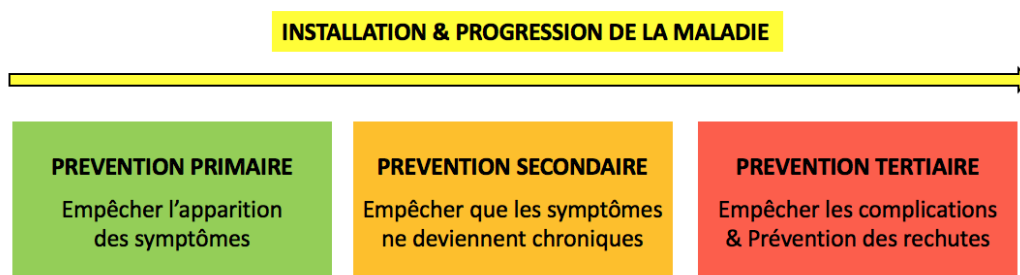 INSTALLATION & PROGRESSION DE LA MALADIE
PREVENTION PRIMAIRE
Empêcher l’apparition
des symptômes
PREVENTION SECONDAIRE
Empêcher que les symptômes
ne deviennent chroniques
PREVENTION TERTIAIRE
Empêcher les complications
& Prévention des rechutes